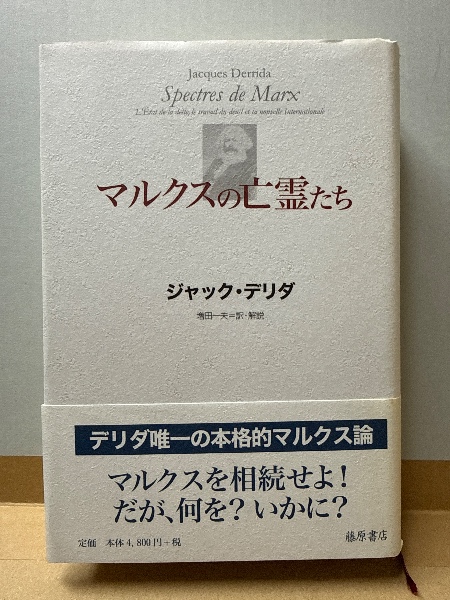 Jacques Derrida
Spectres de Marx
L'État de la dette, le travail du deuil et la nouvelle Internationale
マルクスの亡霊たち
ジャック・デリダ
増田一夫=訳・解説
デリダ唯一の本格的マルクス論
マルクスを相続せよ!
だが、何を? いかに?
定価 本体4,800円+税
藤原書店